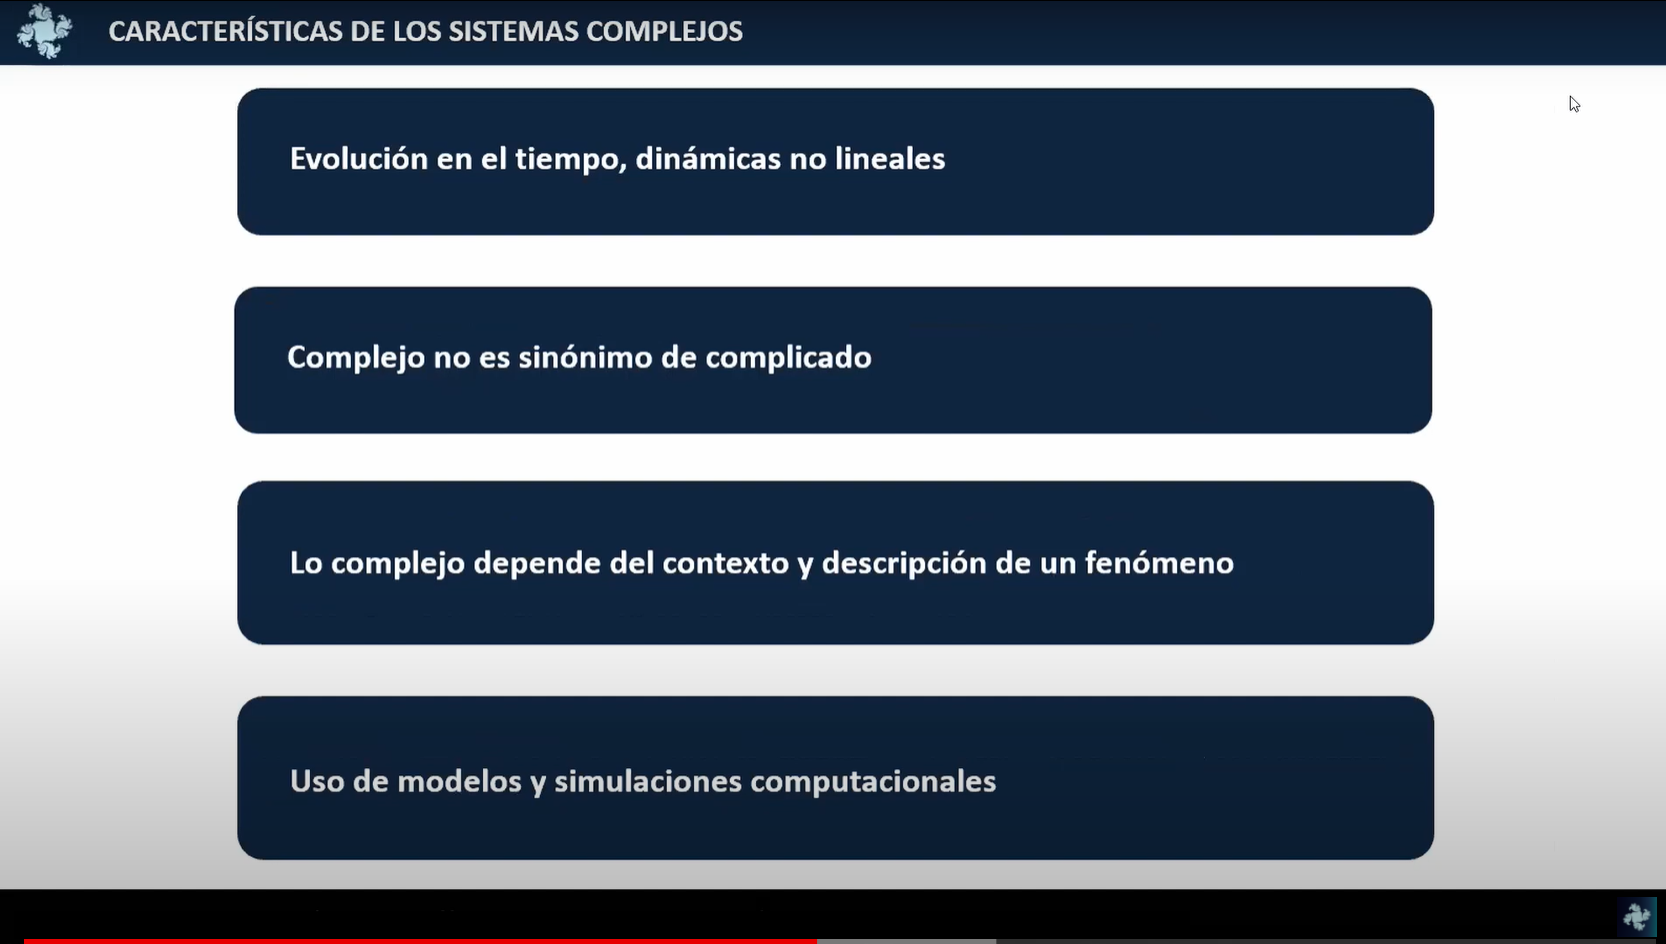 CARACTERÍSTICAS DE LOS SISTEMAS COMPLEJOS
Evolución en el tiempo, dinámicas no lineales
Complejo no es sinónimo de complicado
Lo complejo depende del contexto y descripción de un fenómeno
Uso de modelos y simulaciones computacionales